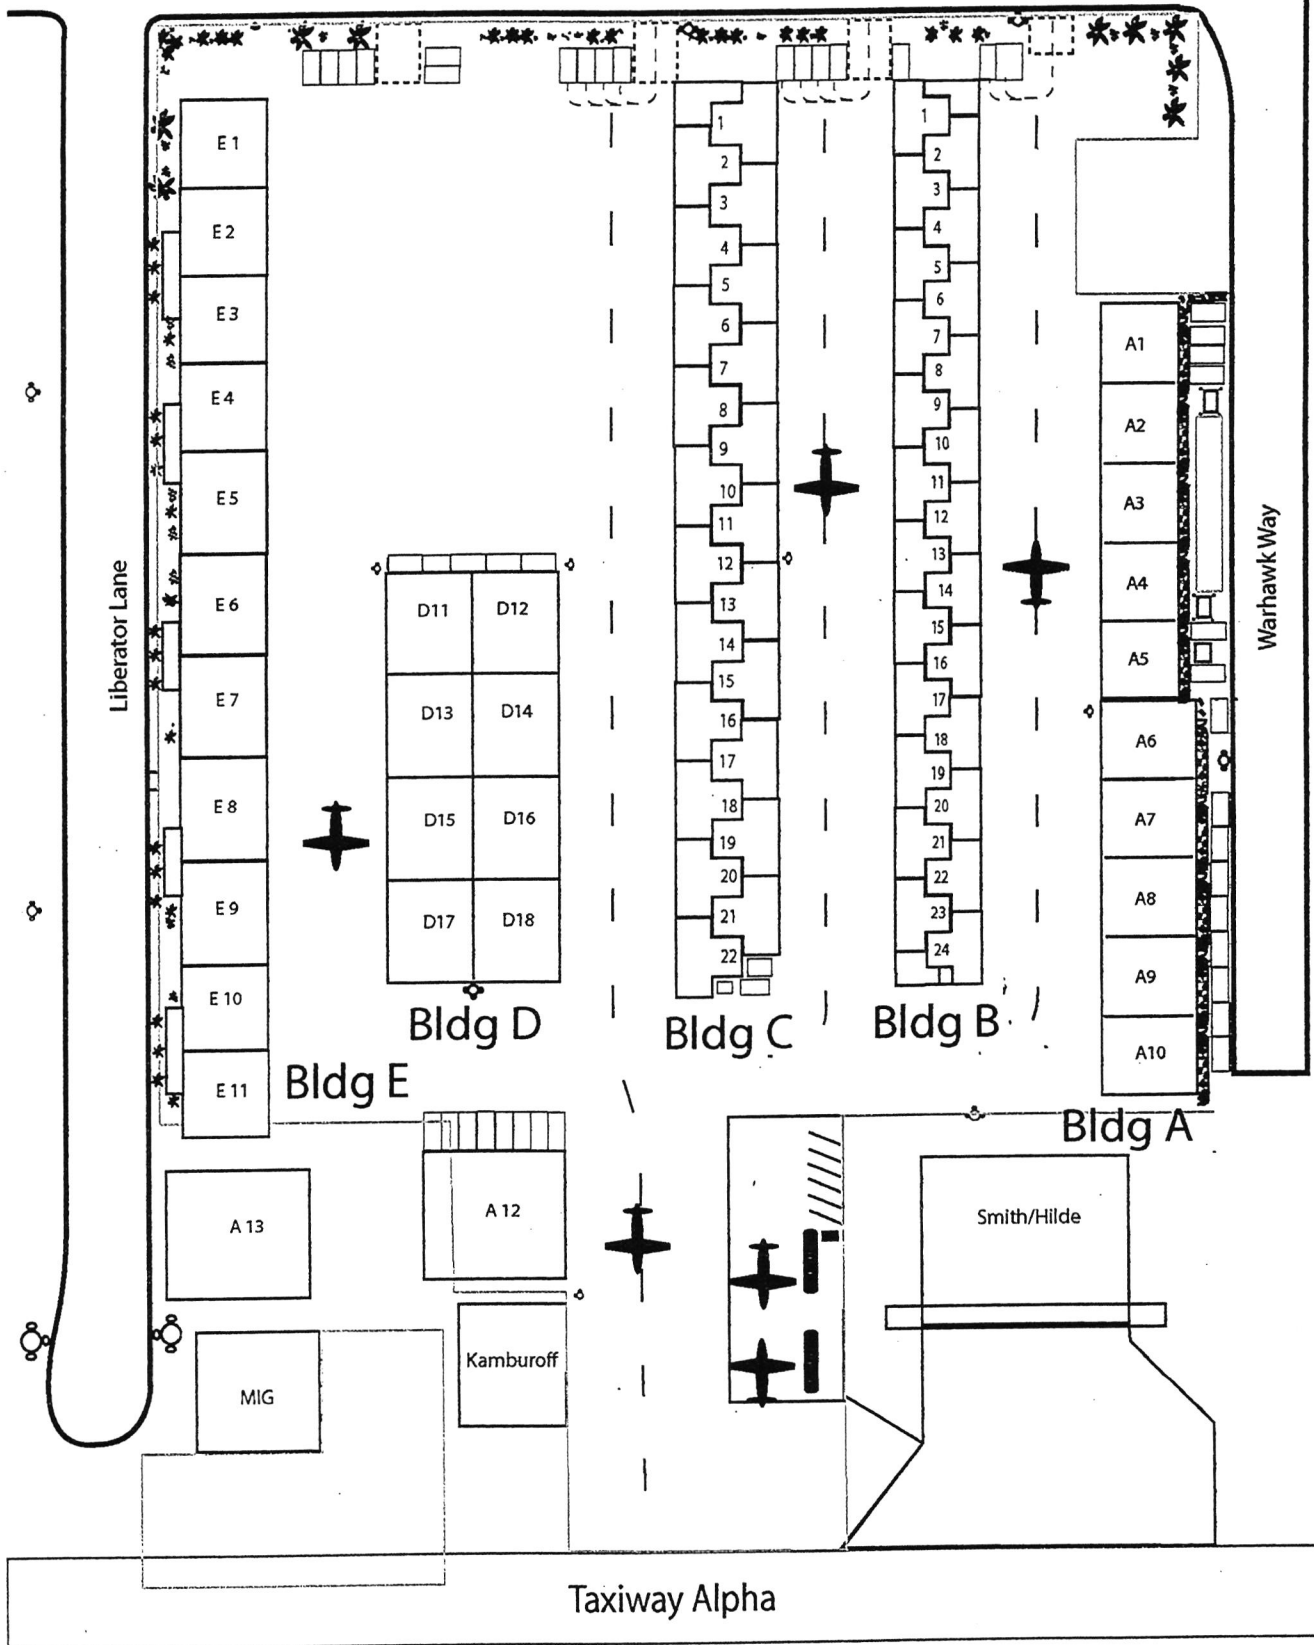 Liberator Lane
E 1
E 2
E 3
E 4
E 5
E 6
E 7
E 8
E 9
E 10
E 11
Bldg E
D11
D12
D13
D14
D15
D16
D17
D18
Bldg D
1
2
3
4
5
6
7
8
9
10
11
12
13
14
15
16
17
18
19
20
21
22
Bldg C
1
2
3
4
5
6
7
8
9
10
11
12
13
14
15
16
17
18
19
20
21
22
23
24
Bldg B
A1
A2
A3
A4
A5
A6
A7
A8
A9
A10
Bldg A
Warhawk Way
A 13
A 12
Smith/Hilde
Kamburoff
MIG
Taxiway Alpha